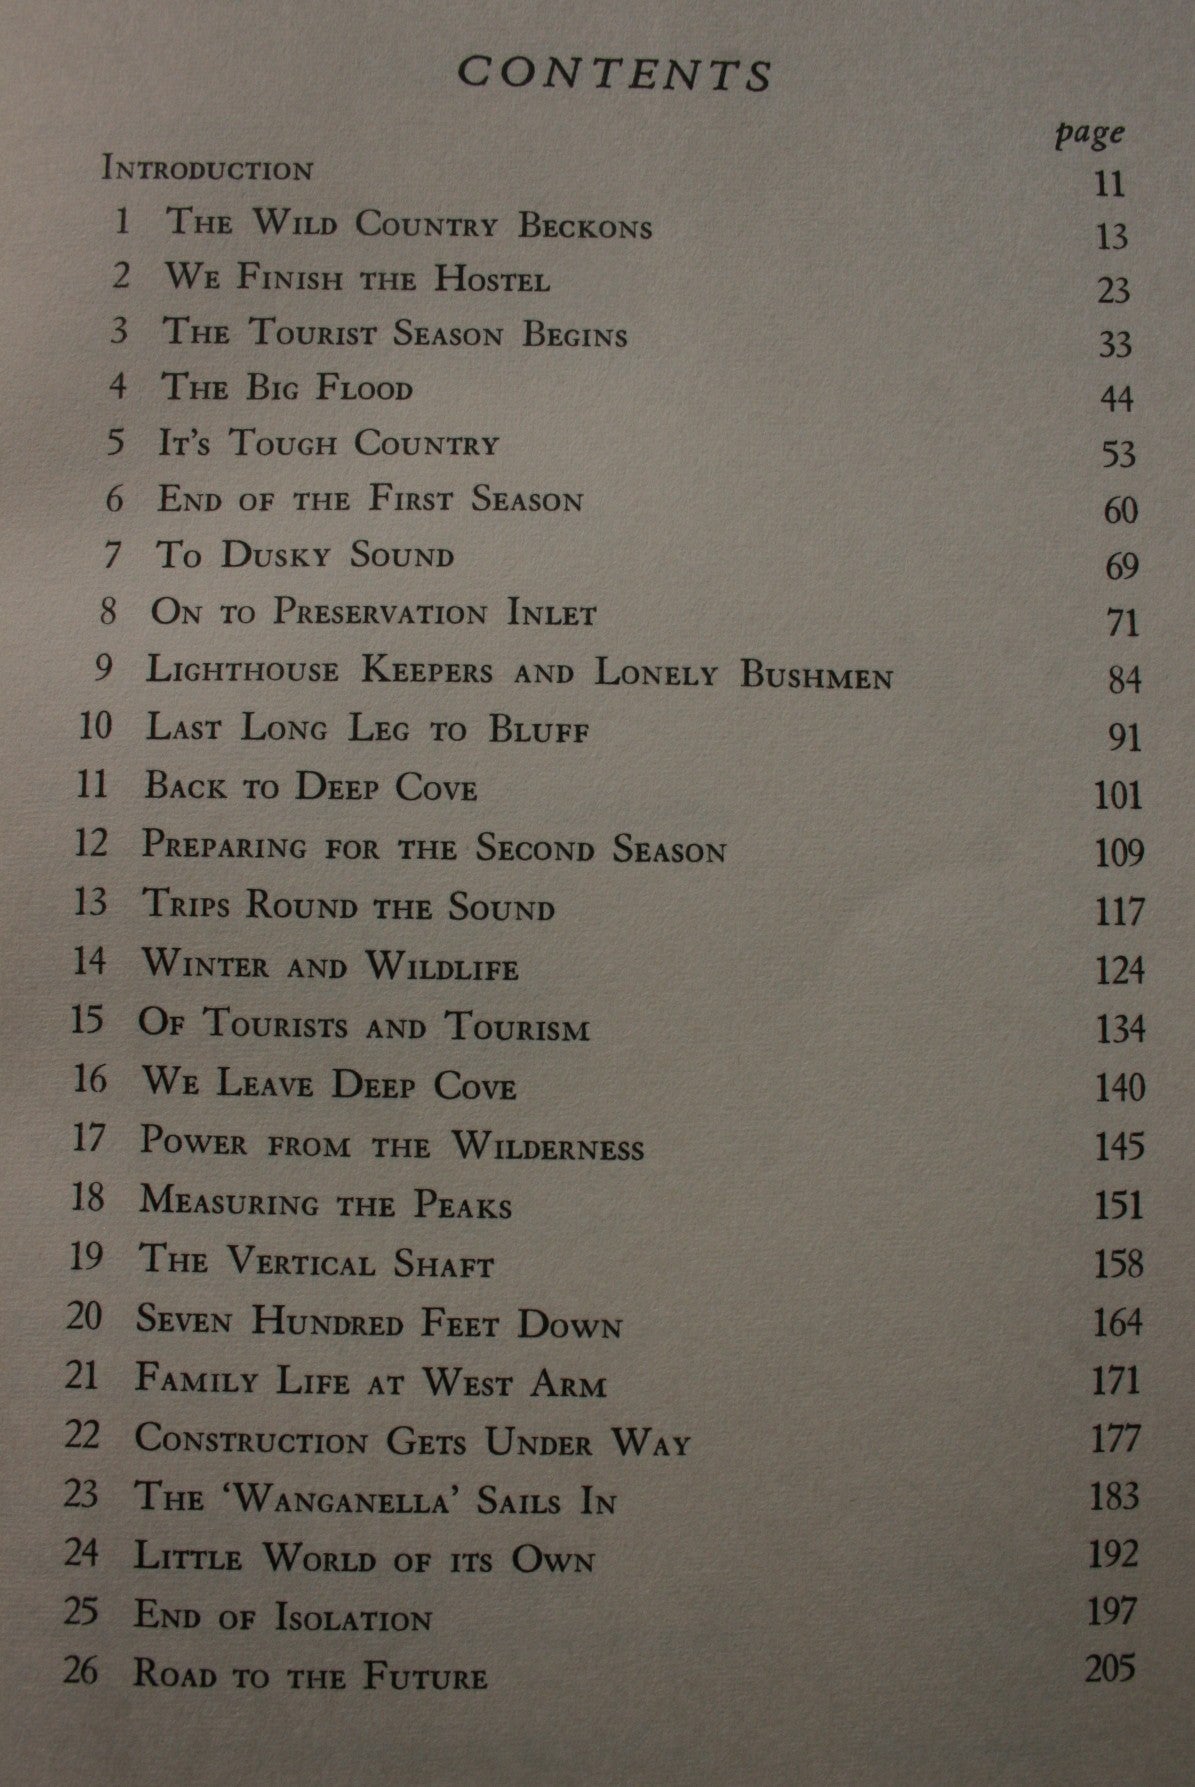 CONTENTS
page
INTRODUCTION 11
1 THE WILD COUNTRY BECKONS 13
2 WE FINISH THE HOSTEL 23
3 THE TOURIST SEASON BEGINS 33
4 THE BIG FLOOD 44
5 IT'S TOUGH COUNTRY 53
6 END OF THE FIRST SEASON 60
7 TO DUSKY SOUND 69
8 ON TO PRESERVATION INLET 71
9 LIGHTHOUSE KEEPERS AND LONELY BUSHMEN 84
10 LAST LONG LEG TO BLUFF 91
11 BACK TO DEEP COVE 101
12 PREPARING FOR THE SECOND SEASON 109
13 TRIPS ROUND THE SOUND 117
14 WINTER AND WILDLIFE 124
15 OF TOURISTS AND TOURISM 134
16 WE LEAVE DEEP COVE 140
17 POWER FROM THE WILDERNESS 145
18 MEASURING THE PEAKS 151
19 THE VERTICAL SHAFT 158
20 SEVEN HUNDRED FEET DOWN 164
21 FAMILY LIFE AT WEST ARM 171
22 CONSTRUCTION GETS UNDER WAY 177
23 THE ‘WANGANELLA’ SAILS IN 183
24 LITTLE WORLD OF ITS OWN 192
25 END OF ISOLATION 197
26 ROAD TO THE FUTURE 205